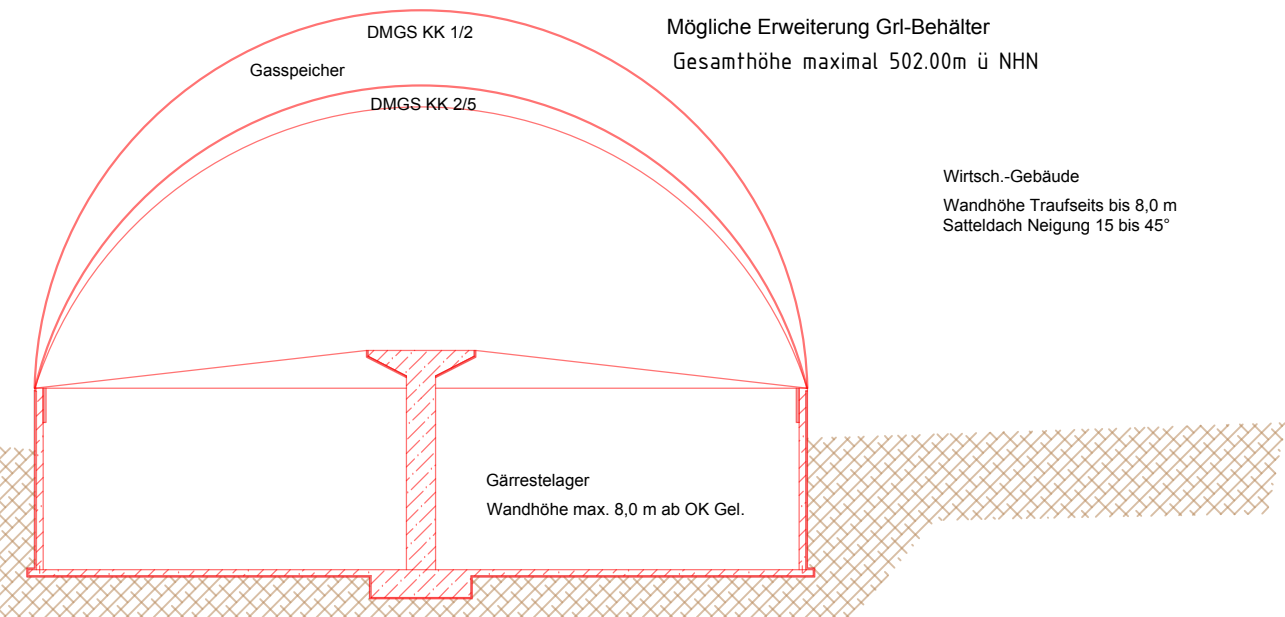 Mögliche Erweiterung Grl-Behälter
Gesamthöhe maximal 502.00m ü NHN
DMGS KK 1/2
Gasspeicher
DMGS KK 2/5
Wirtsch.-Gebäude
Wandhöhe Traufseits bis 8,0 m
Satteldach Neigung 15 bis 45°
Gärrestelager
Wandhöhe max. 8,0 m ab OK Gel.